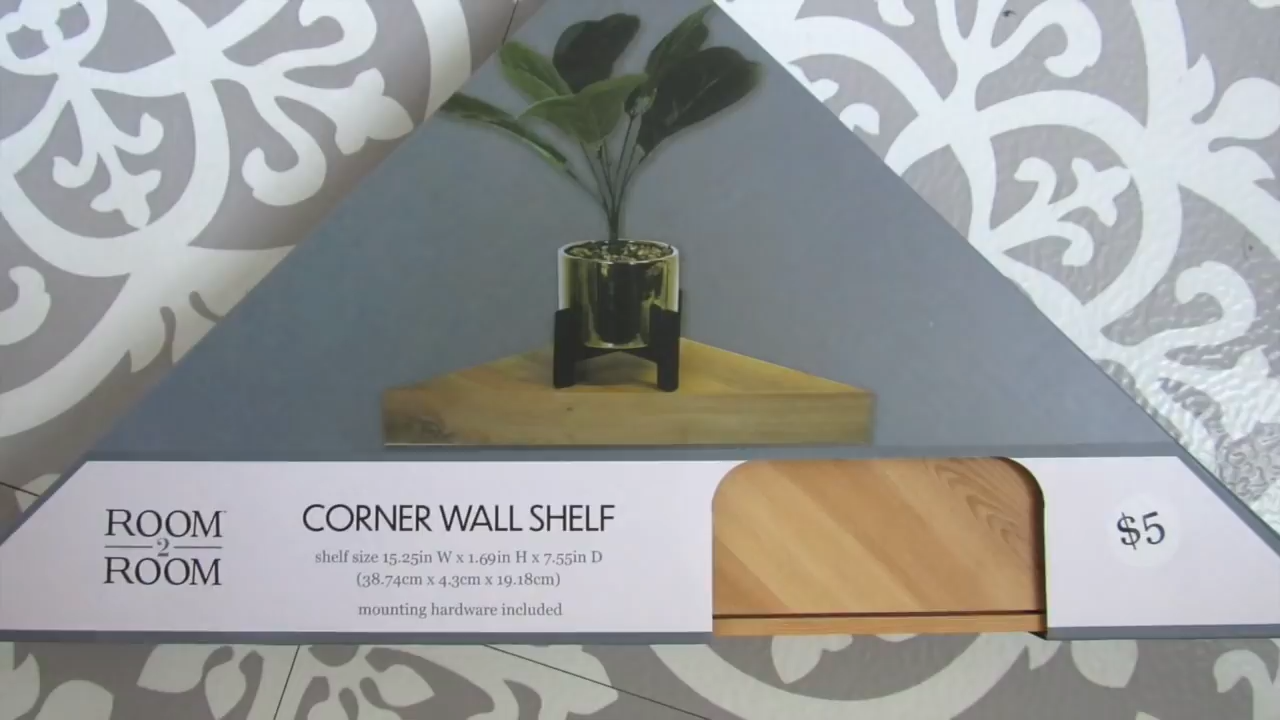 ROOM
2
ROOM
CORNER WALL SHELF
shelf size 15.25in W x 1.69in H x 7.55in D
(38.74cm x 4.3cm x 19.18cm)
mounting hardware included
$5